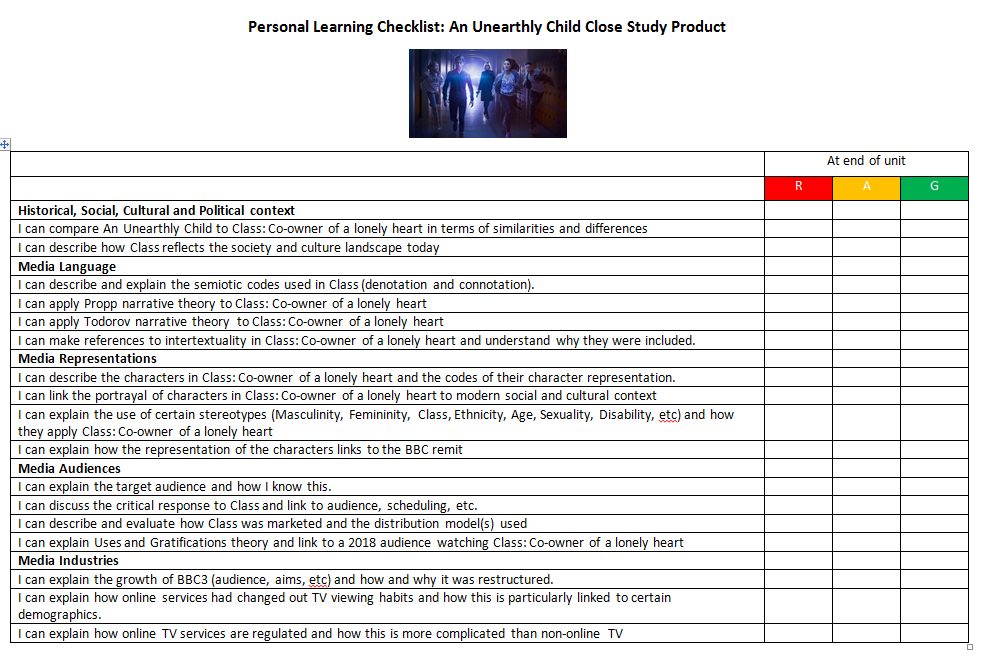 Personal Learning Checklist: An Unearthly Child Close Study Product
At end of unit
R A G
Historical, Social, Cultural and Political context
I can compare An Unearthly Child to Class: Co-owner of a lonely heart in terms of similarities and differences
I can describe how Class reflects the society and culture landscape today
Media Language
I can describe and explain the semiotic codes used in Class (denotation and connotation).
I can apply Propp narrative theory to Class: Co-owner of a lonely heart
I can apply Todorov narrative theory to Class: Co-owner of a lonely heart
I can make references to intertextuality in Class: Co-owner of a lonely heart and understand why they were included.
Media Representations
I can describe the characters in Class: Co-owner of a lonely heart and the codes of their character representation.
I can link the portrayal of characters in Class: Co-owner of a lonely heart to modern social and cultural context
I can explain the use of certain stereotypes (Masculinity, Femininity, Class, Ethnicity, Age, Sexuality, Disability, etc) and how
they apply Class: Co-owner of a lonely heart
I can explain how the representation of the characters links to the BBC remit
Media Audiences
I can explain the target audience and how I know this.
I can discuss the critical response to Class and link to audience, scheduling, etc.
I can describe and evaluate how Class was marketed and the distribution model(s) used
I can explain Uses and Gratifications theory and link to a 2018 audience watching Class: Co-owner of a lonely heart
Media Industries
I can explain the growth of BBC3 (audience, aims, etc) and how and why it was restructured.
I can explain how online services had changed out TV viewing habits and how this is particularly linked to certain
demographics.
I can explain how online TV services are regulated and how this is more complicated than non-online TV